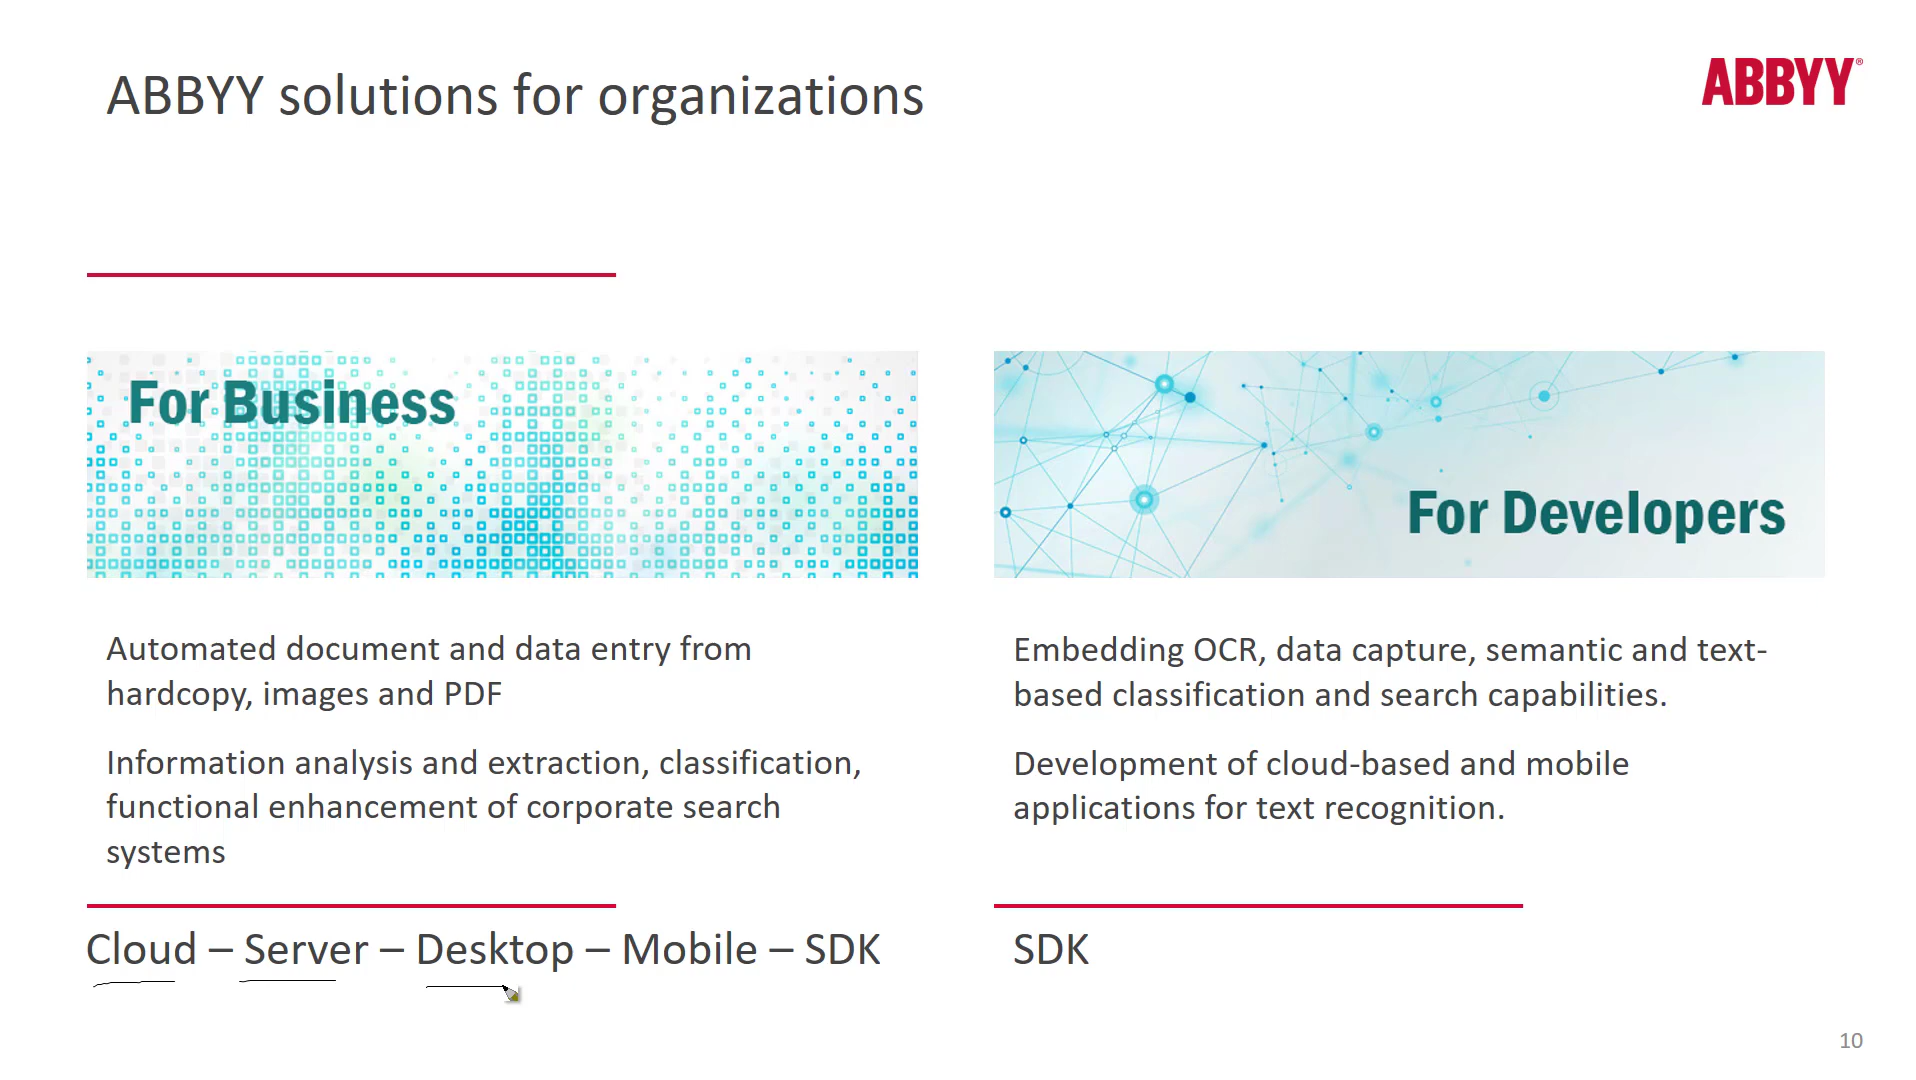 ABBYY solutions for organizations
ABBYY®
For Business
Automated document and data entry from
hardcopy, images and PDF
Information analysis and extraction, classification,
functional enhancement of corporate search
systems
Cloud – Server – Desktop – Mobile – SDK
For Developers
Embedding OCR, data capture, semantic and text-
based classification and search capabilities.
Development of cloud-based and mobile
applications for text recognition.
SDK
10